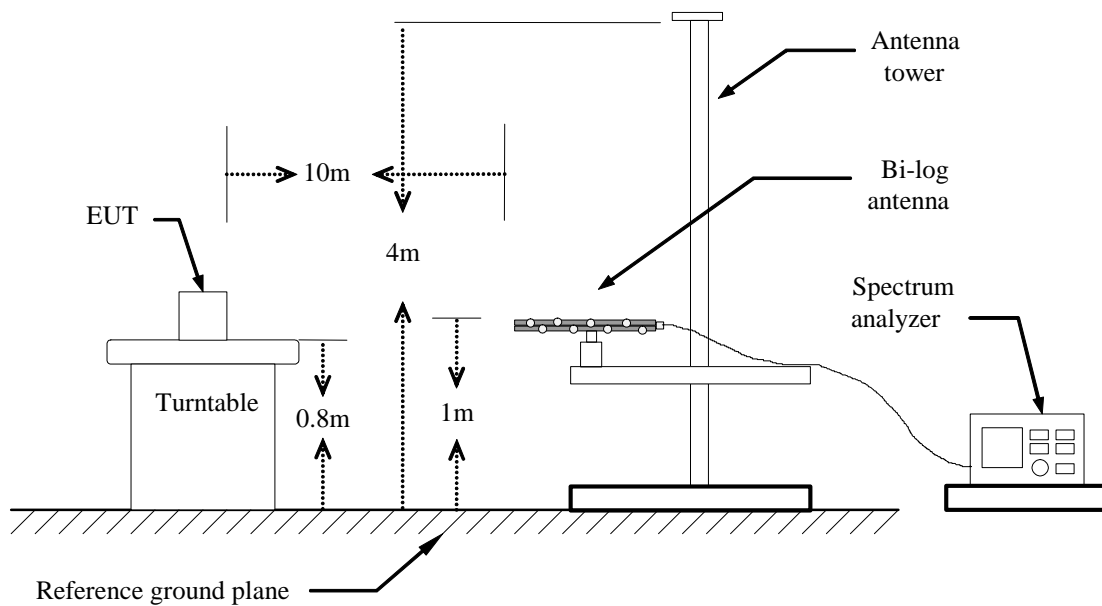 Antenna
tower
10m
Bi-log
antenna
EUT
4m
Spectrum
analyzer
Turntable
0.8m
1m
Reference ground plane